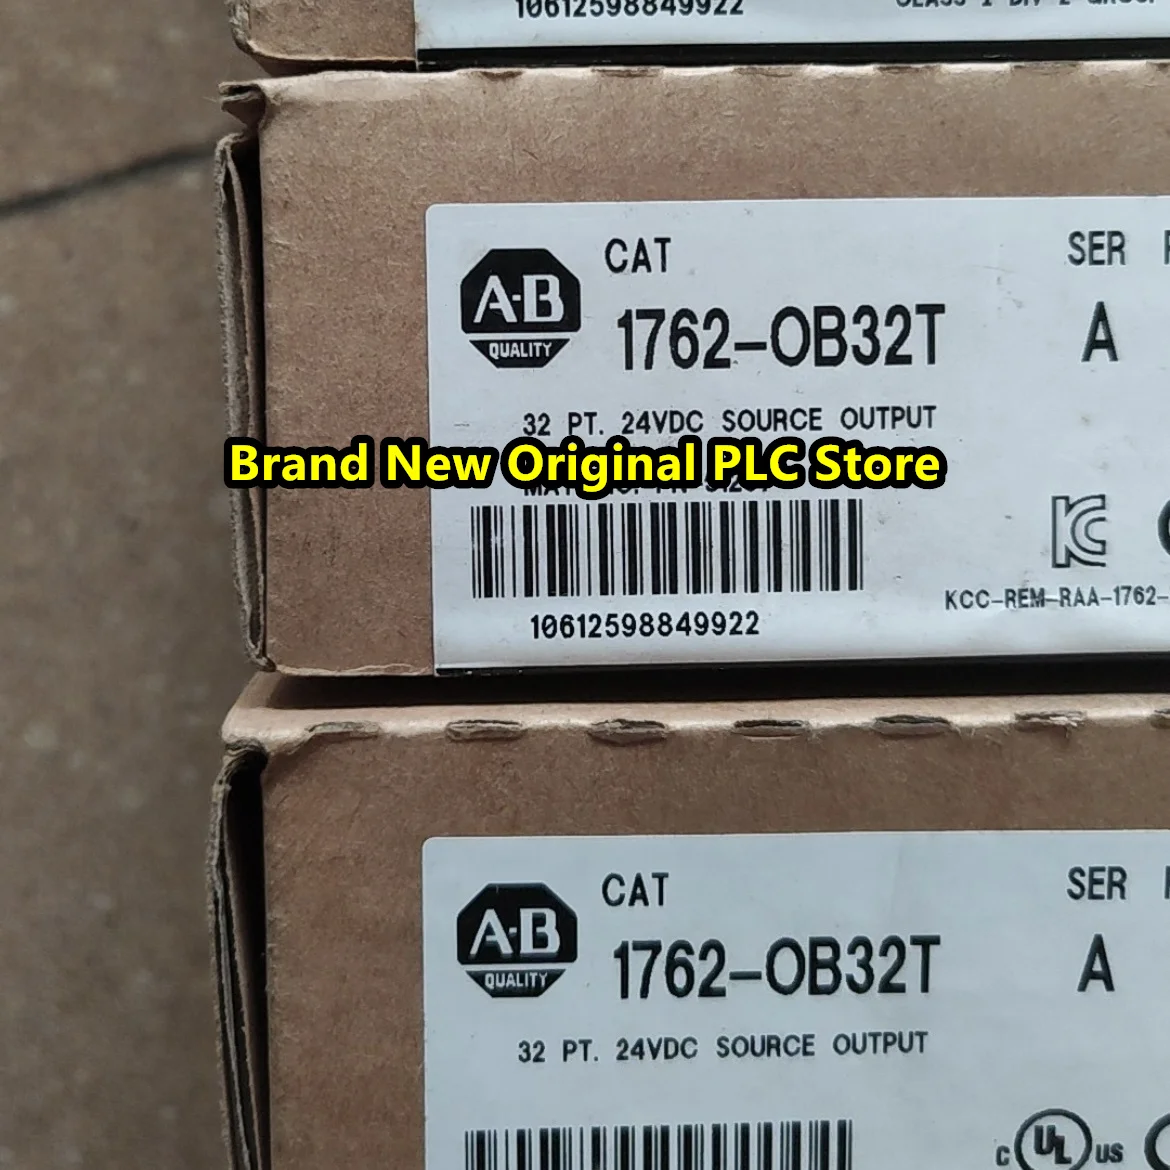 10612598849922
CAT
SER
A-B
QUALITY
1762-OB32T
A
32 PT. 24VDC SOURCE OUTPUT
Brand New Original PLC Store
KCC-REM-RAA-1762-
10612598849922
CAT
SER
A-B
QUALITY
1762-OB32T
A
32 PT. 24VDC SOURCE OUTPUT
C UL US